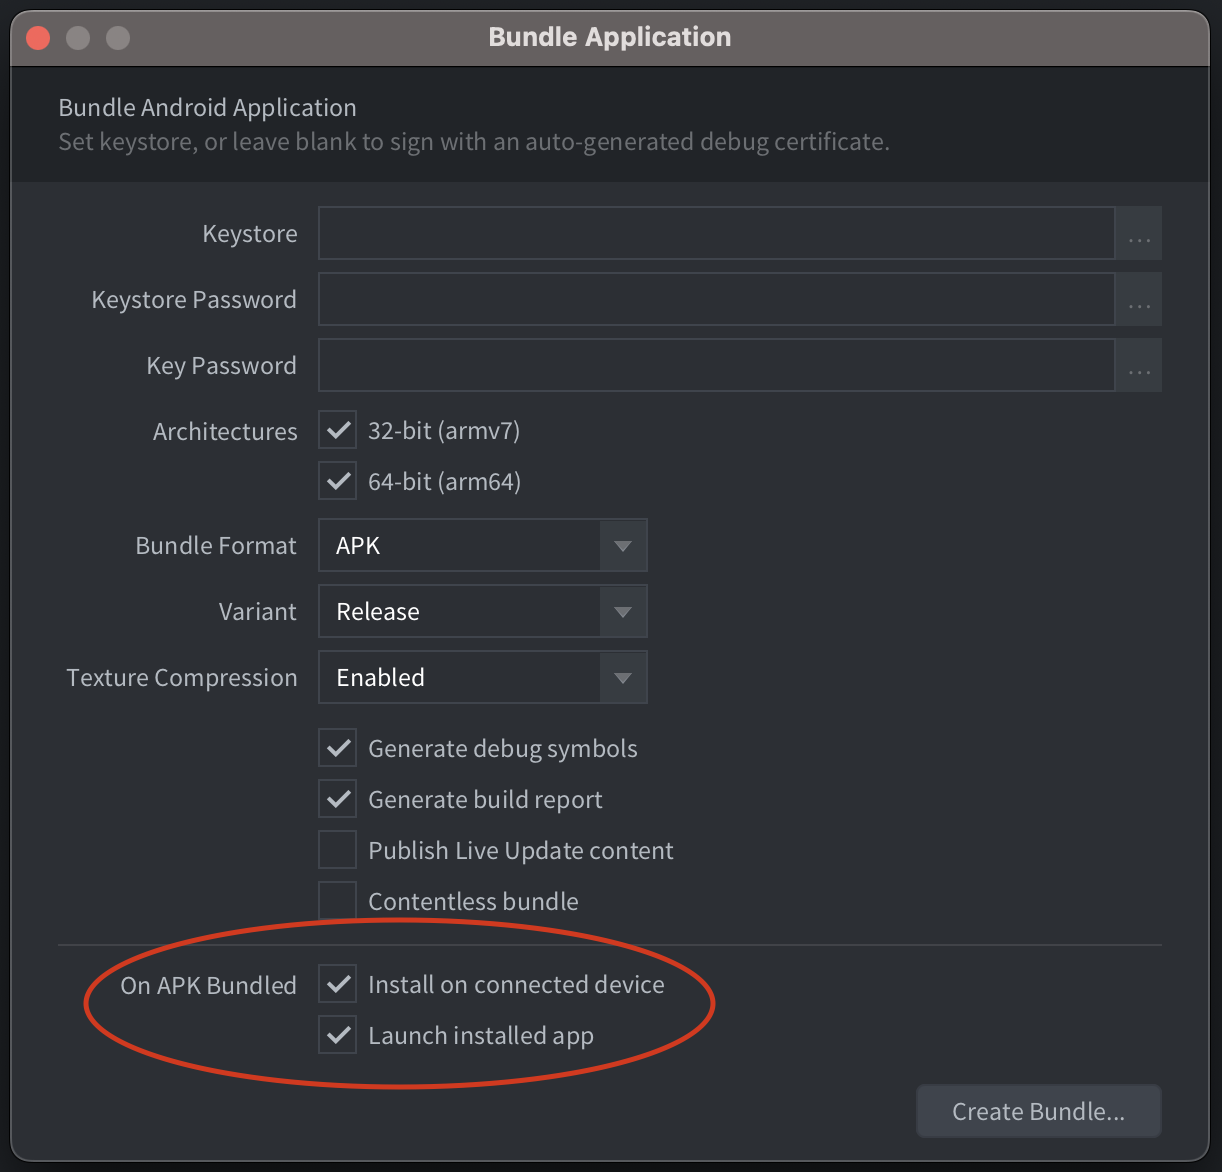 Bundle Application
Bundle Android Application
Set keystore, or leave blank to sign with an auto-generated debug certificate.
Keystore ...
Keystore Password ...
Key Password ...
Architectures 32-bit (armv7)
64-bit (arm64)
Bundle Format APK
Variant Release
Texture Compression Enabled
Generate debug symbols
Generate build report
Publish Live Update content
Contentless bundle
On APK Bundled Install on connected device
Launch installed app
Create Bundle...